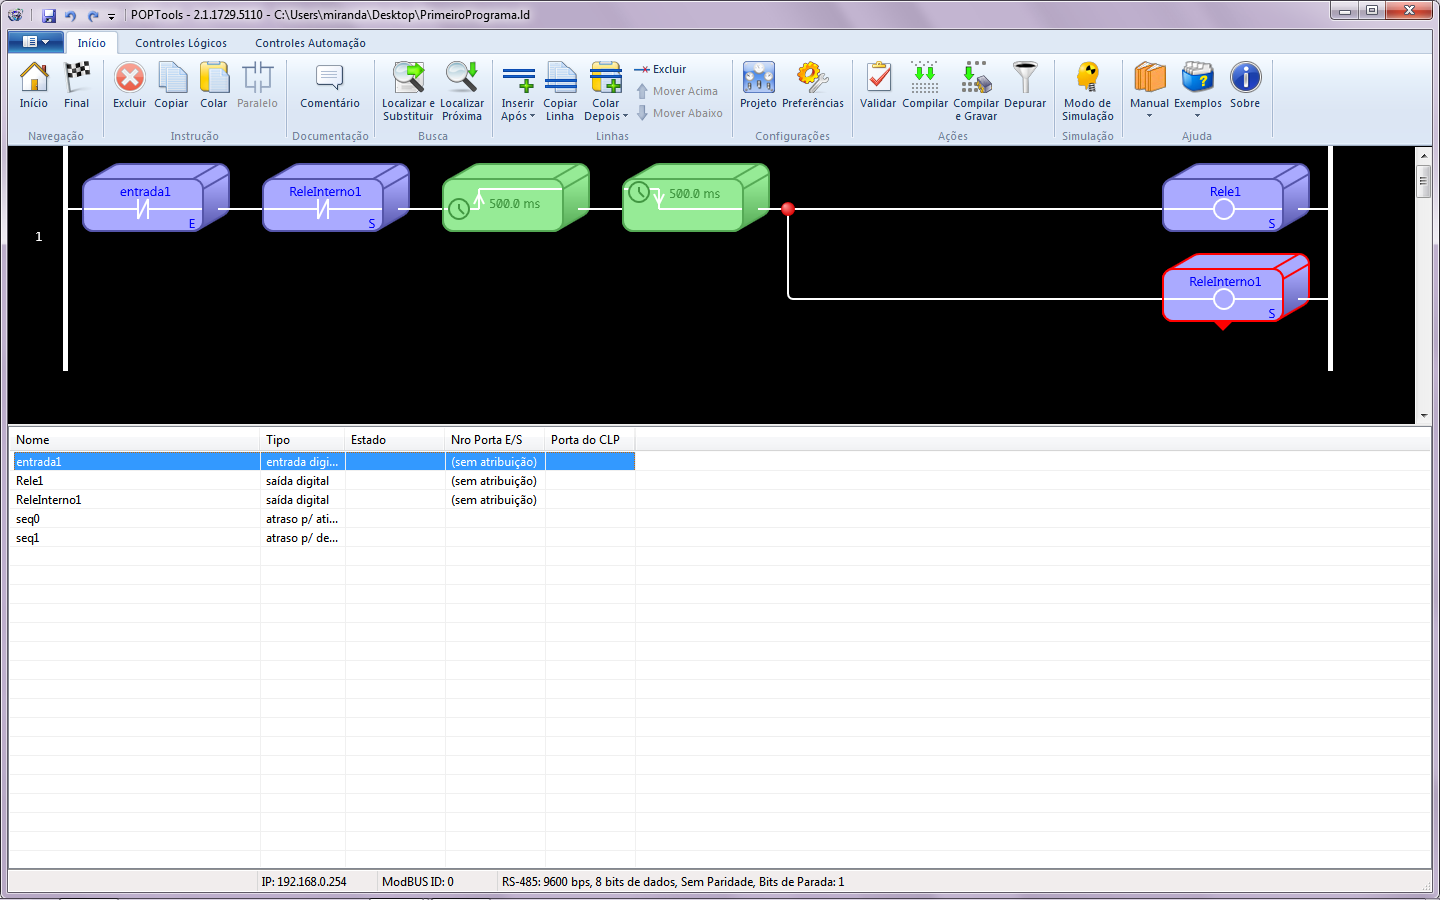 POPTools - 2.1.1729.5110 - C:\Users\miranda\Desktop\PrimeiroPrograma.ld
Início Controles Lógicos Controles Automação
Início Final Excluir Copiar Colar Paralelo Comentário Localizar e Substituir Localizar Próxima Inserir Após Copiar Linha Colar Depois Excluir Mover Acima Mover Abaixo Projeto Preferências Validar Compilar Compilar e Gravar Depurar Modo de Simulação Manual Exemplos Sobre
Navegação Instrução Documentação Busca Linhas Configurações Ações Simulação Ajuda
entrada1 ReleInterno1 500.0 ms 500.0 ms Rele1
E S S
1
ReleInterno1
S
Nome Tipo Estado Nro Porta E/S Porta do CLP
entrada1 entrada digi... (sem atribuição)
Rele1 saída digital (sem atribuição)
ReleInterno1 saída digital (sem atribuição)
seq0 atraso p/ ati...
seq1 atraso p/ de...
IP: 192.168.0.254 ModBUS ID: 0 RS-485: 9600 bps, 8 bits de dados, Sem Paridade, Bits de Parada: 1